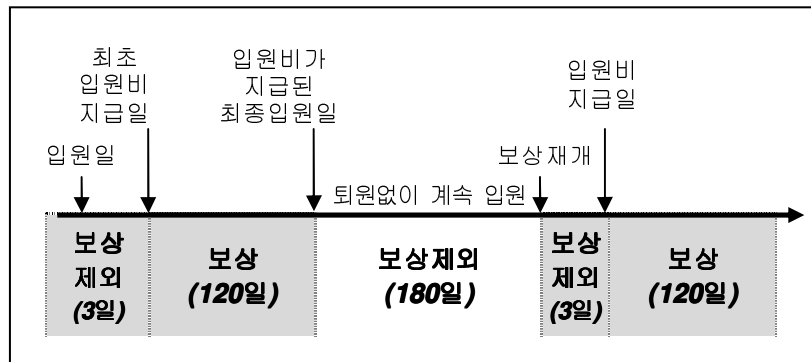 최초
입원비
지급일
입원일
입원비가
지급된
최종입원일
퇴원없이 계속 입원
보상재개
입원비
지급일
보상
제외
(3일)
보상
(120일)
보상제외
(180일)
보상
제외
(3일)
보상
(120일)